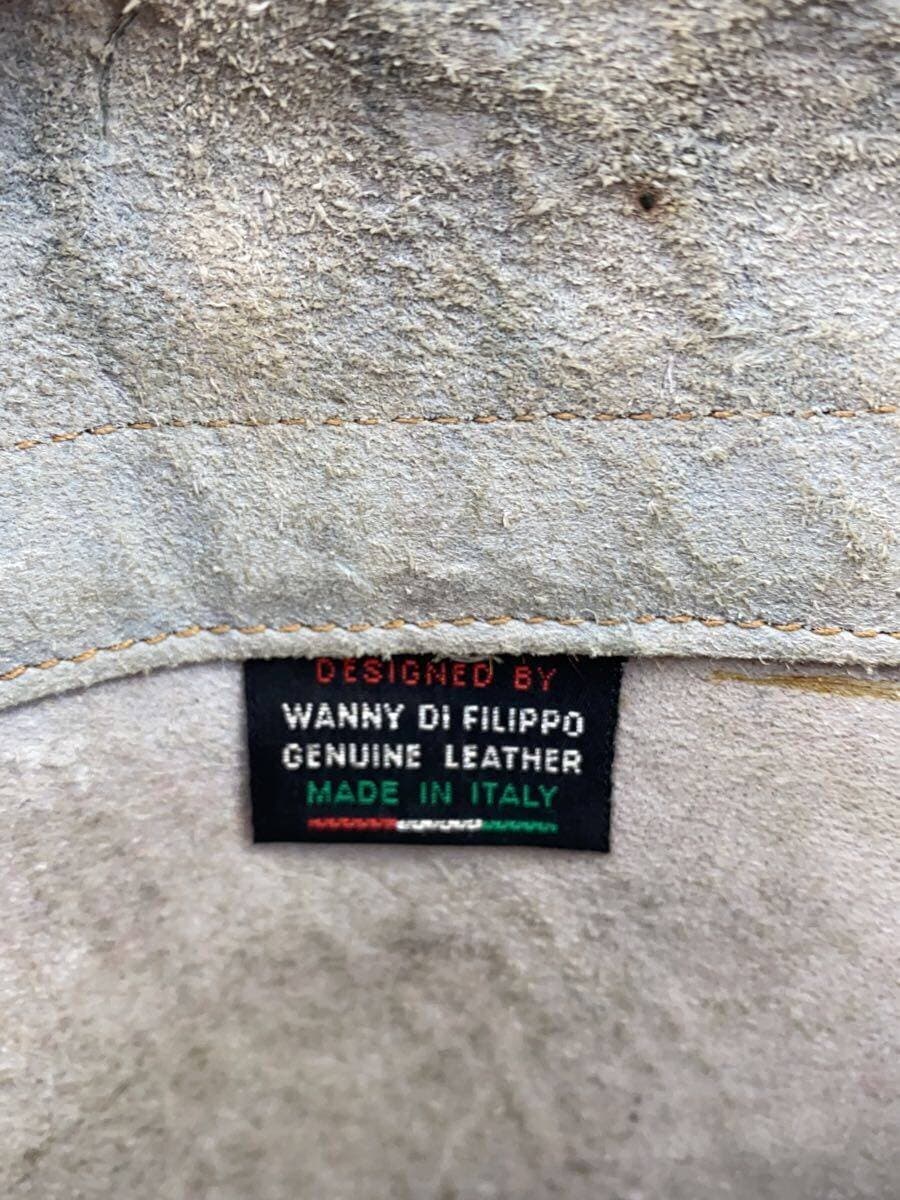 DESIGNED BY
WANNY DI FILIPPO
GENUINE LEATHER
MADE IN ITALY